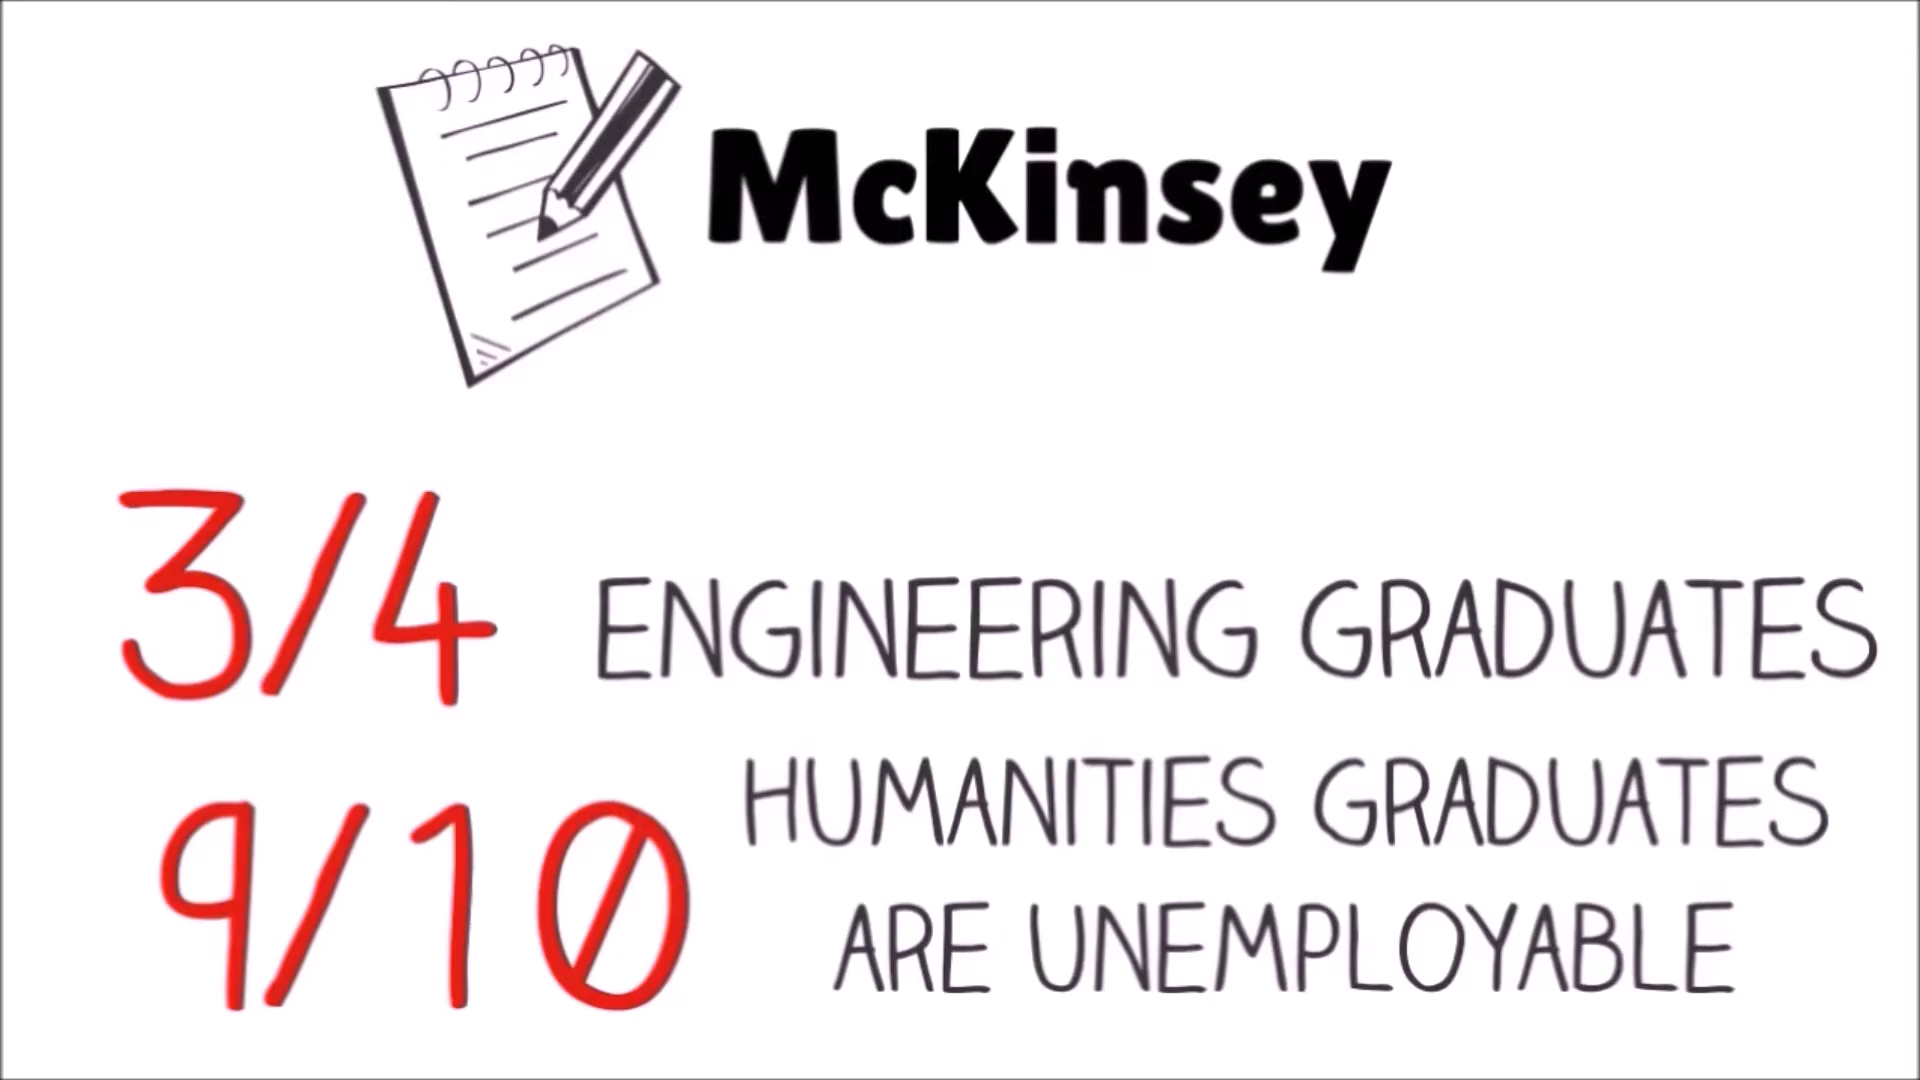 McKinsey
3/4 ENGINEERING GRADUATES
9/10 HUMANITIES GRADUATES
ARE UNEMPLOYABLE